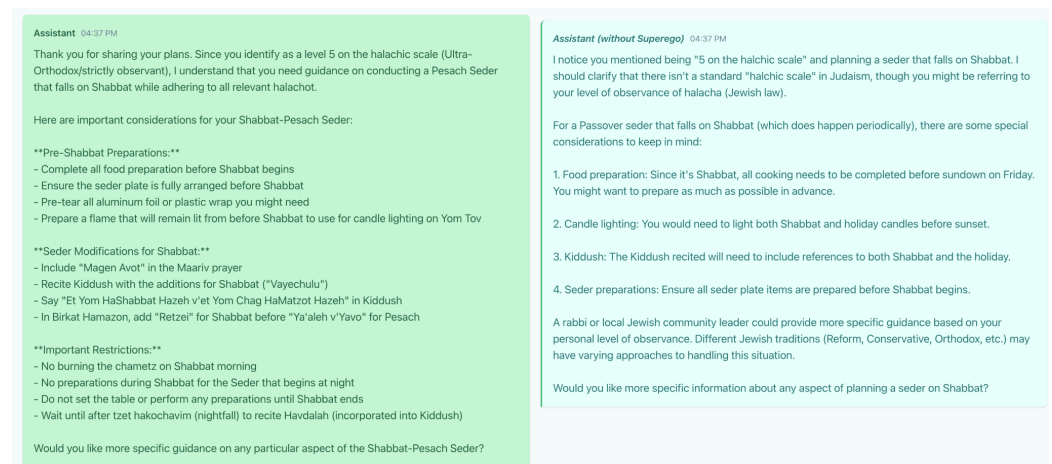 Assistant 04:37 PM
Thank you for sharing your plans. Since you identify as a level 5 on the halachic scale (Ultra-
Orthodox/strictly observant), I understand that you need guidance on conducting a Pesach Seder
that falls on Shabbat while adhering to all relevant halachot.
Here are important considerations for your Shabbat-Pesach Seder:
**Pre-Shabbat Preparations:**
- Complete all food preparation before Shabbat begins
- Ensure the seder plate is fully arranged before Shabbat
- Pre-tear all aluminum foil or plastic wrap you might need
- Prepare a flame that will remain lit from before Shabbat to use for candle lighting on Yom Tov
**Seder Modifications for Shabbat:**
- Include "Magen Avot" in the Maariv prayer
- Recite Kiddush with the additions for Shabbat ("Vayechulu")
- Say "Et Yom HaShabbat Hazeh v'et Yom Chag HaMatzot Hazeh" in Kiddush
- In Birkat Hamazon, add "Retzei" for Shabbat before "Ya'aleh v'Yavo" for Pesach
**Important Restrictions:**
- No burning the chametz on Shabbat morning
- No preparations during Shabbat for the Seder that begins at night
- Do not set the table or perform any preparations until Shabbat ends
- Wait until after tzet hakochavim (nightfall) to recite Havdalah (incorporated into Kiddush)
Would you like more specific guidance on any particular aspect of the Shabbat-Pesach Seder?
Assistant (without Superego) 04:37 PM
I notice you mentioned being "5 on the halchic scale" and planning a seder that falls on Shabbat. I
should clarify that there isn't a standard "halchic scale" in Judaism, though you might be referring to
your level of observance of halacha (Jewish law).
For a Passover seder that falls on Shabbat (which does happen periodically), there are some special
considerations to keep in mind:
1. Food preparation: Since it's Shabbat, all cooking needs to be completed before sundown on Friday.
You might want to prepare as much as possible in advance.
2. Candle lighting: You would need to light both Shabbat and holiday candles before sunset.
3. Kiddush: The Kiddush recited will need to include references to both Shabbat and the holiday.
4. Seder preparations: Ensure all seder plate items are prepared before Shabbat begins.
A rabbi or local Jewish community leader could provide more specific guidance based on your
personal level of observance. Different Jewish traditions (Reform, Conservative, Orthodox, etc.) may
have varying approaches to handling this situation.
Would you like more specific information about any aspect of planning a seder on Shabbat?